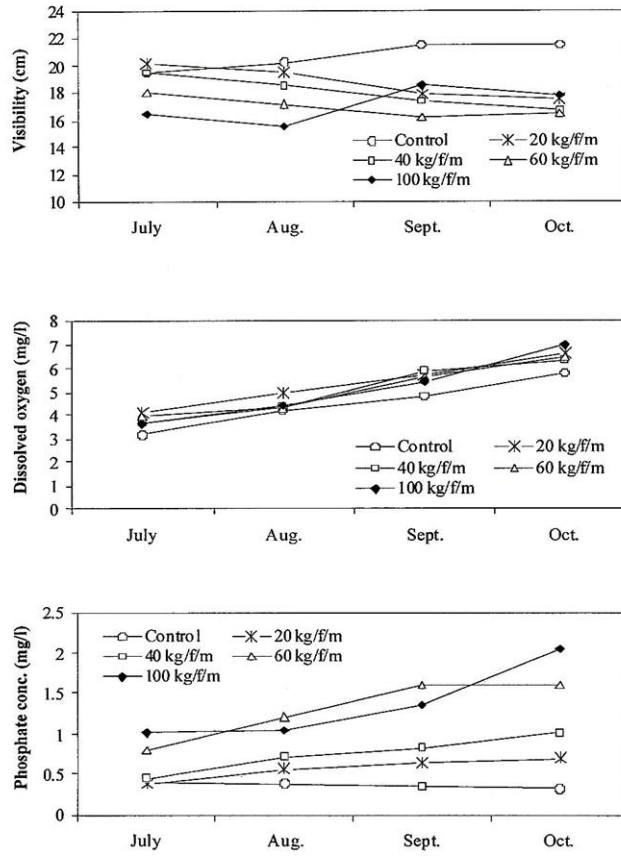 24
22
20
18
16
14
12
10
Visibility (cm)
Control 20 kg/f/m
40 kg/f/m 60 kg/f/m
100 kg/f/m
July Aug. Sept. Oct.
8
7
6
5
4
3
2
1
0
Dissolved oxygen (mg/l)
Control 20 kg/f/m
40 kg/f/m 60 kg/f/m
100 kg/f/m
July Aug. Sept. Oct.
2.5
2
1.5
1
0.5
0
Phosphate conc. (mg/l)
Control 20 kg/f/m
40 kg/f/m 60 kg/f/m
100 kg/f/m
July Aug. Sept. Oct.